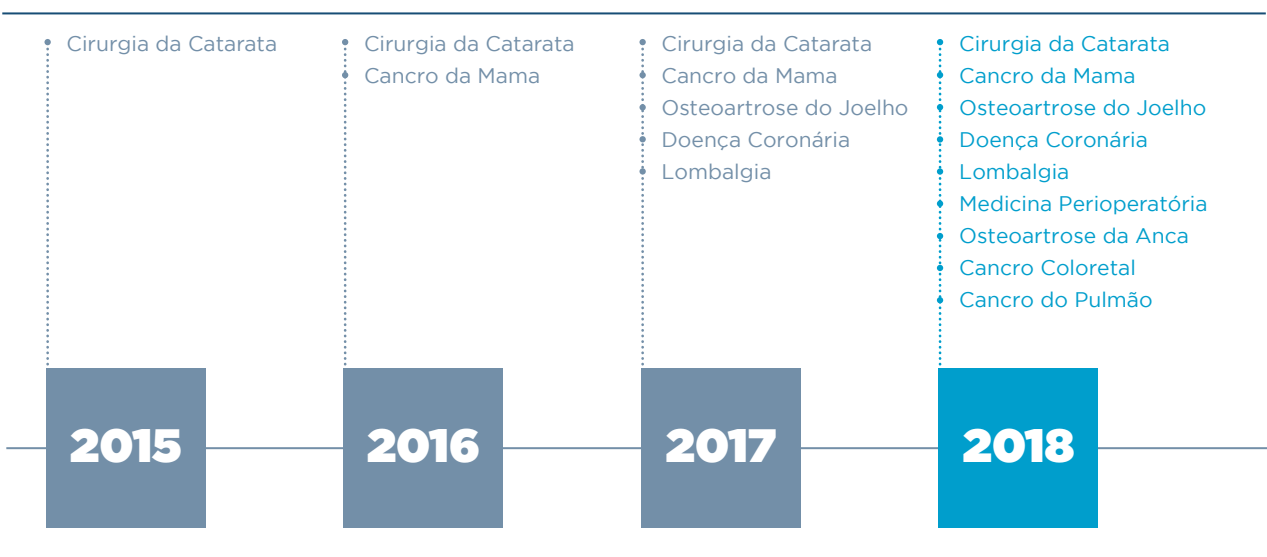 Cirurgia da Catarata
Cirurgia da Catarata
Cancro da Mama
Cirurgia da Catarata
Cancro da Mama
Osteoartrose do Joelho
Doença Coronária
Lombalgia
Cirurgia da Catarata
Cancro da Mama
Osteoartrose do Joelho
Doença Coronária
Lombalgia
Medicina Perioperatória
Osteoartrose da Anca
Cancro Coloretal
Cancro do Pulmão
2015
2016
2017
2018